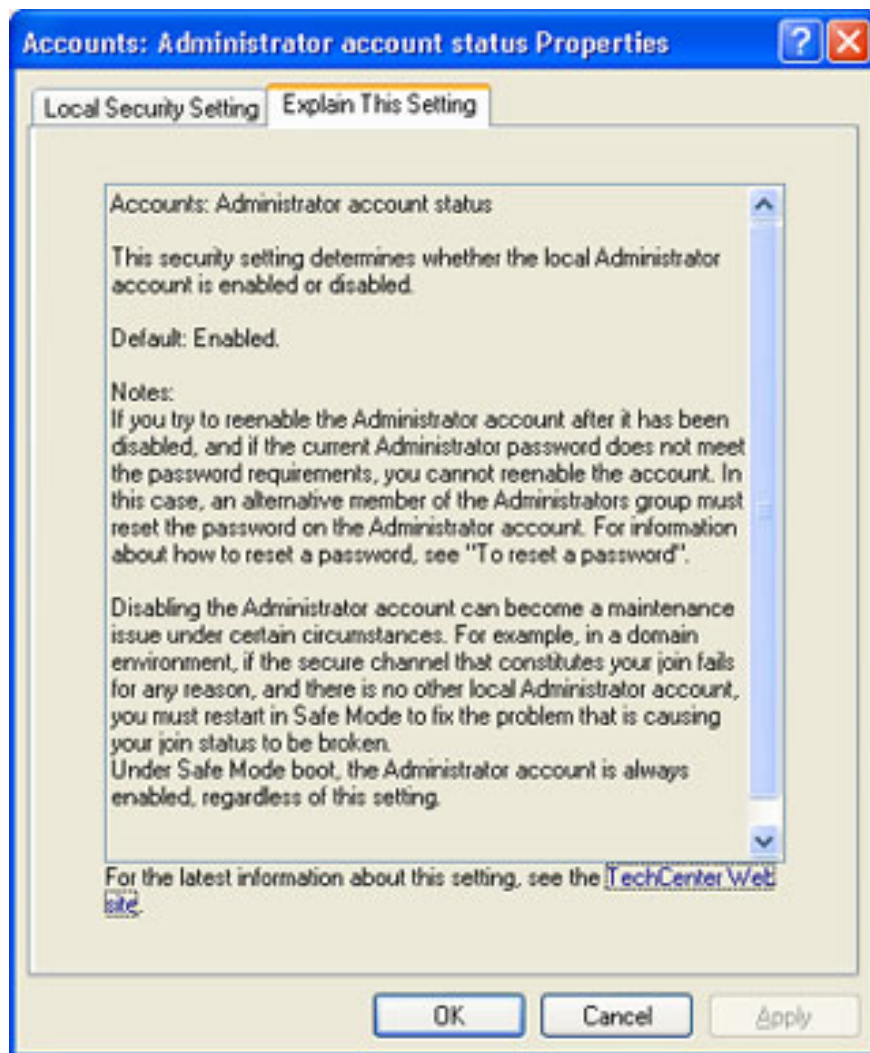 Accounts: Administrator account status Properties
Local Security Setting
Explain This Setting
Accounts: Administrator account status
This security setting determines whether the local Administrator
account is enabled or disabled.
Default: Enabled.
Notes:
If you try to reenable the Administrator account after it has been
disabled, and if the current Administrator password does not meet
the password requirements, you cannot reenable the account. In
this case, an alternative member of the Administrators group must
reset the password on the Administrator account. For information
about how to reset a password, see "To reset a password".
Disabling the Administrator account can become a maintenance
issue under certain circumstances. For example, in a domain
environment, if the secure channel that constitutes your join fails
for any reason, and there is no other local Administrator account,
you must restart in Safe Mode to fix the problem that is causing
your join status to be broken.
Under Safe Mode boot, the Administrator account is always
enabled, regardless of this setting.
For the latest information about this setting, see the TechCenter Web
site.
OK
Cancel
Apply